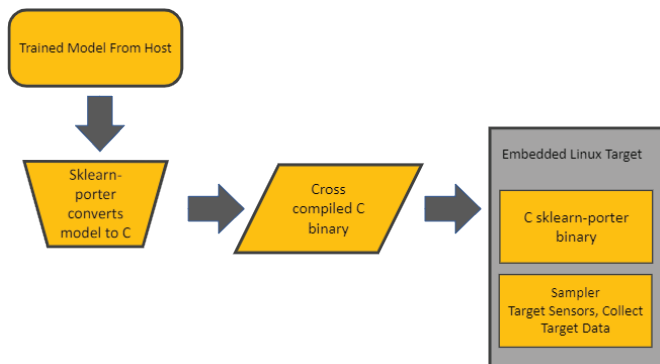 Trained Model From Host
Sklearn-
porter
converts
model to C
Cross
compiled C
binary
Embedded Linux Target
C sklearn-porter
binary
Sampler
Target Sensors, Collect
Target Data